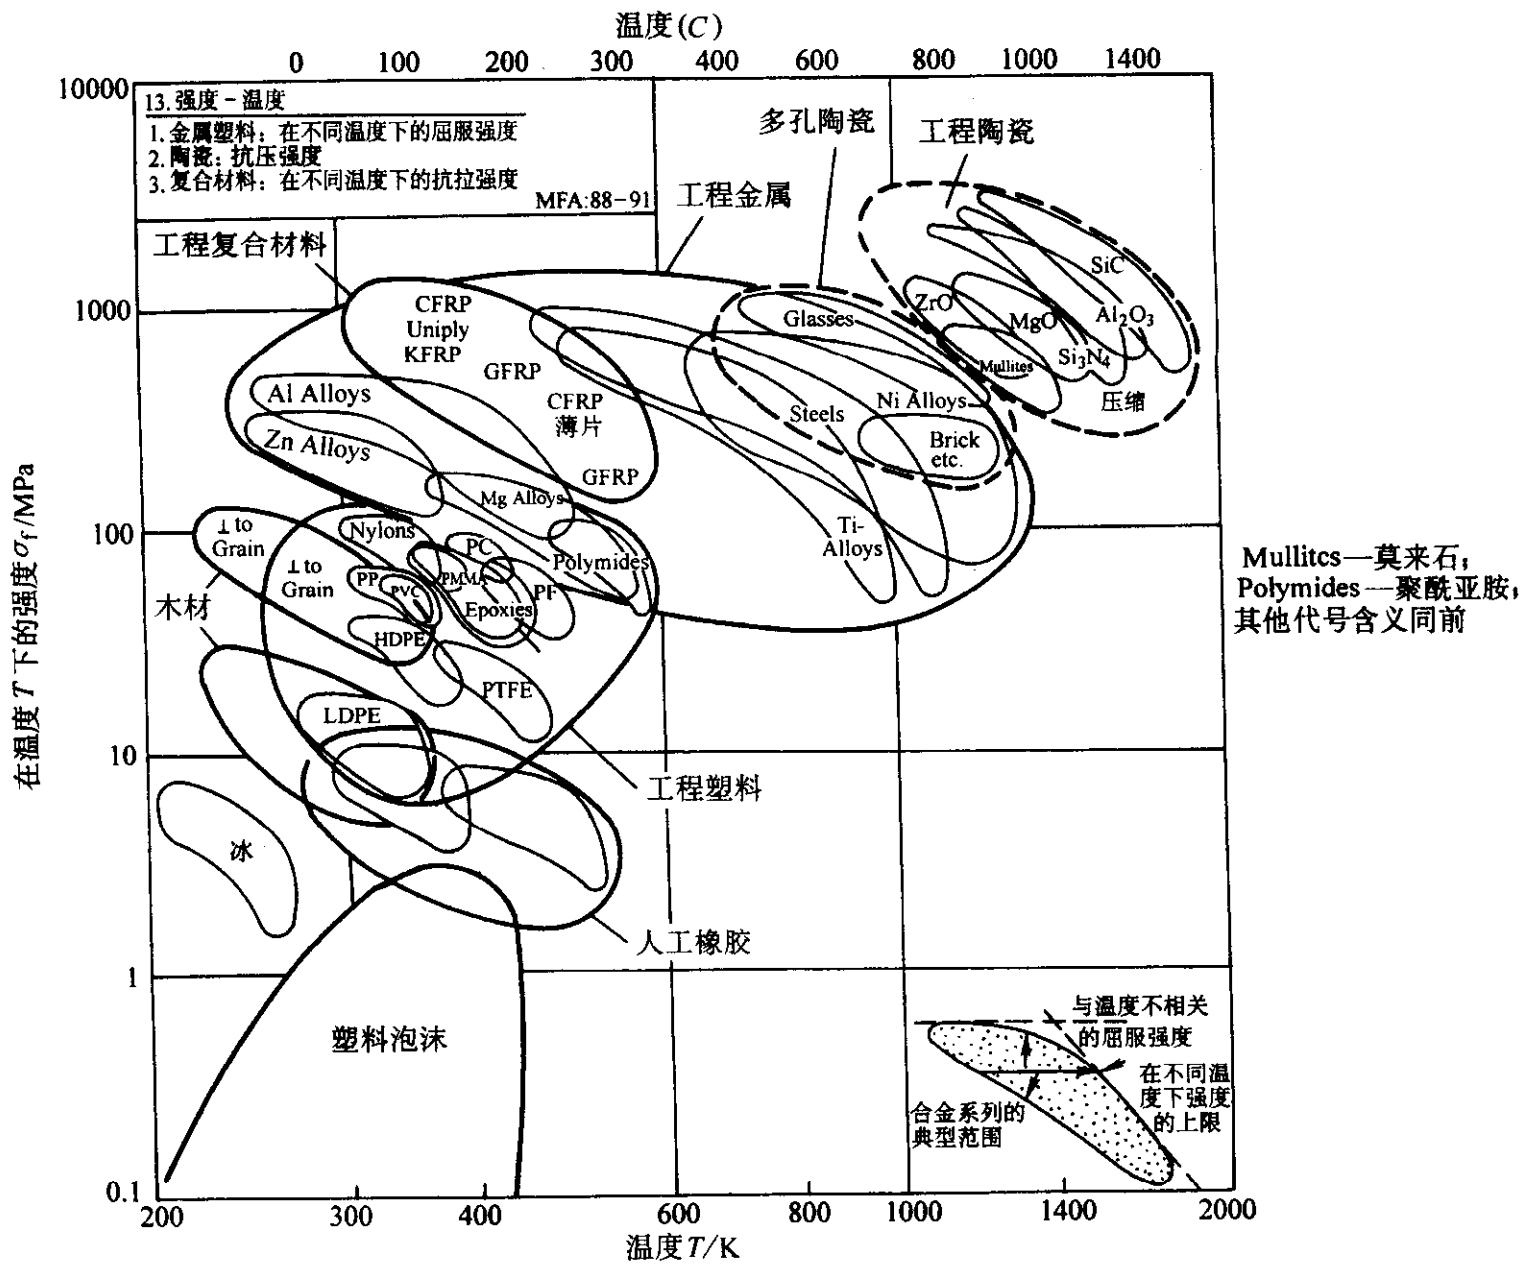 温度(C)
0 100 200 300 400 600 800 1000 1400
10000
13.强度-温度
1.金属塑料：在不同温度下的屈服强度
2.陶瓷：抗压强度
3.复合材料：在不同温度下的抗拉强度
MFA:88-91
多孔陶瓷
工程陶瓷
工程金属
工程复合材料
1000
CFRP
Uniply
KFRP
GFRP
CFRP
薄片
GFRP
Glasses
SiC
ZrO
MgO
Al₂O₃
Si₃N₄
Mullites
压缩
Al Alloys
Zn Alloys
Mg Alloys
Steels
Ni Alloys
Brick
etc.
Ti-
Alloys
100
⊥ to
Grain
⊥ to
Grain
Nylons
PC
Polymides
PP
PVC
PMMA
PF
Epoxies
HDPE
PTFE
LDPE
木材
Mullitcs—莫来石；
Polymides—聚酰亚胺；
其他代号含义同前
在温度 T 下的强度σf/MPa
10
工程塑料
冰
人工橡胶
1
塑料泡沫
与温度不相关
的屈服强度
在不同温
度下强度
的上限
合金系列的
典型范围
0.1
200 300 400 600 800 1000 1400 2000
温度T/K